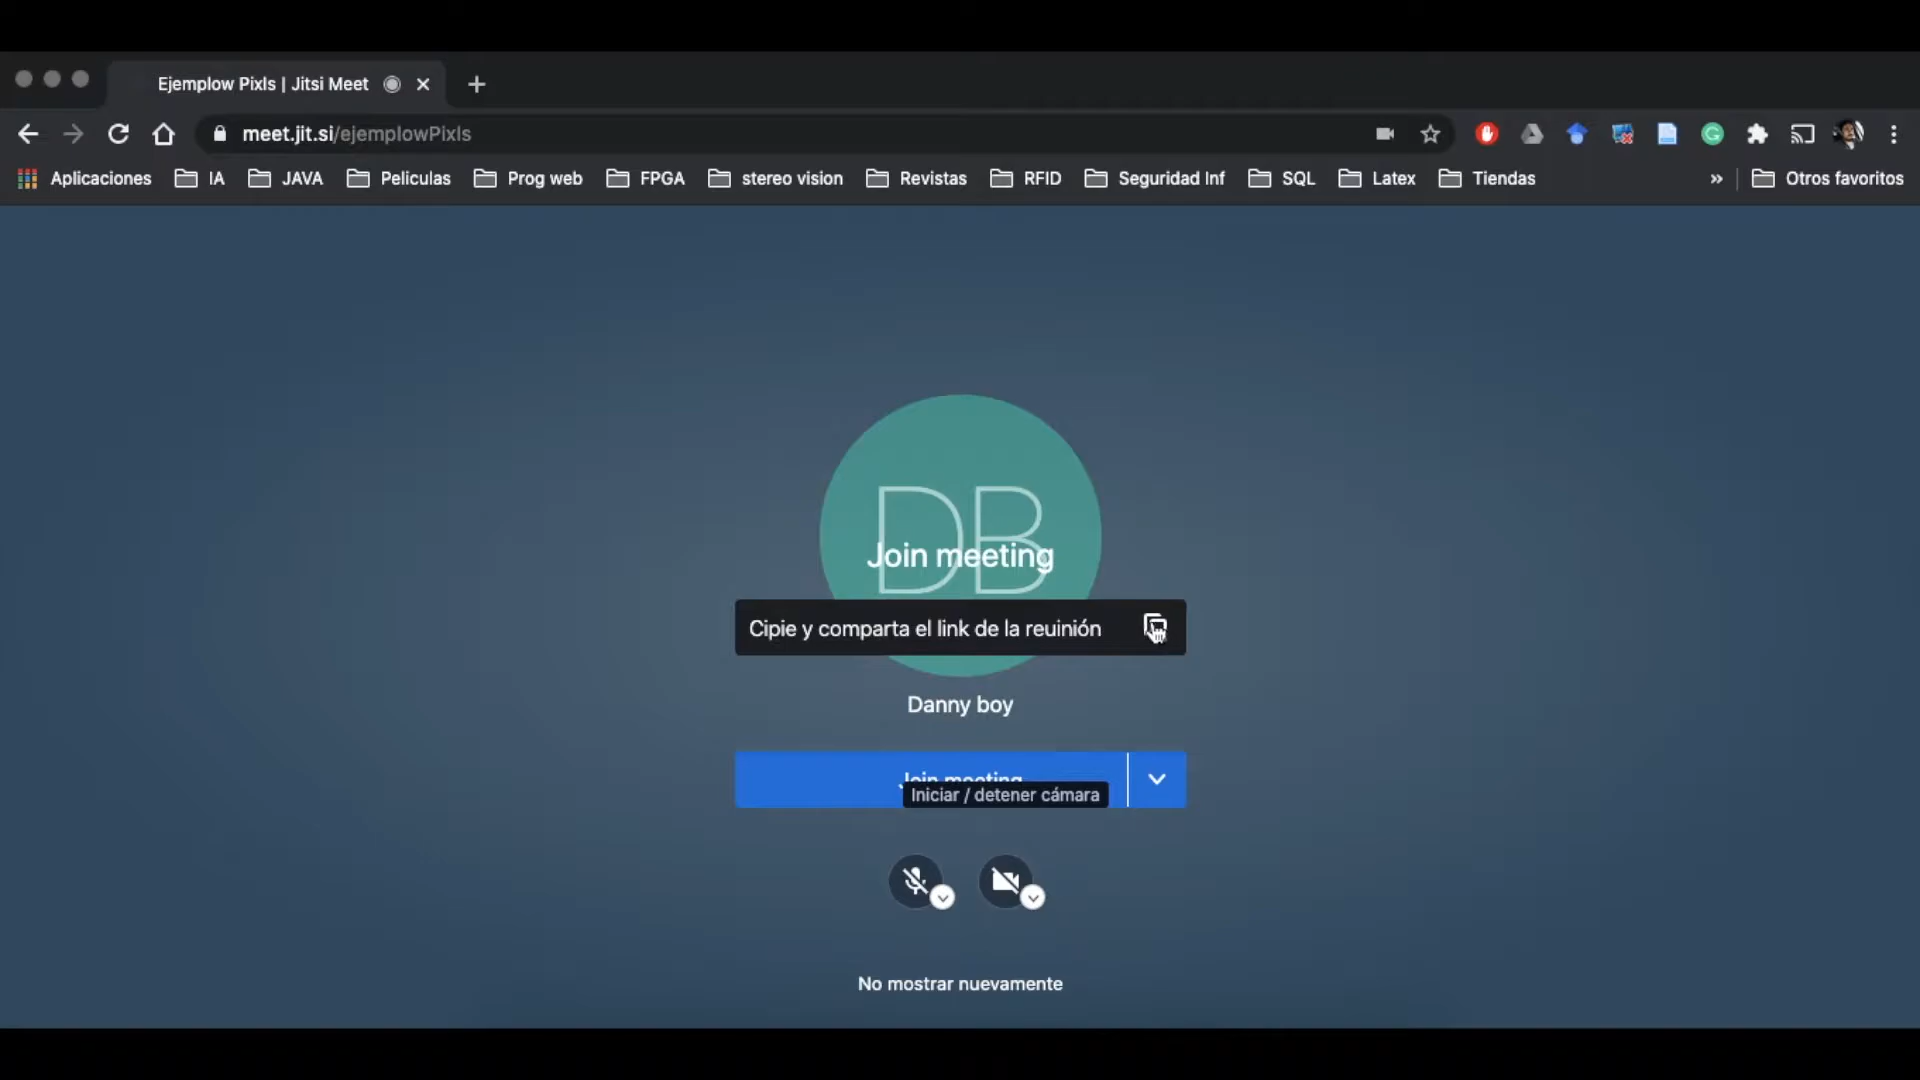 Ejemplow Pixls | Jitsi Meet
meet.jit.si/ejemplowPixls
Aplicaciones IA JAVA Peliculas Prog web FPGA stereo vision Revistas RFID Seguridad Inf SQL Latex Tiendas » Otros favoritos
DB
Join meeting
Cipie y comparta el link de la reuinión
Danny boy
Join meeting
Iniciar / detener cámara
No mostrar nuevamente